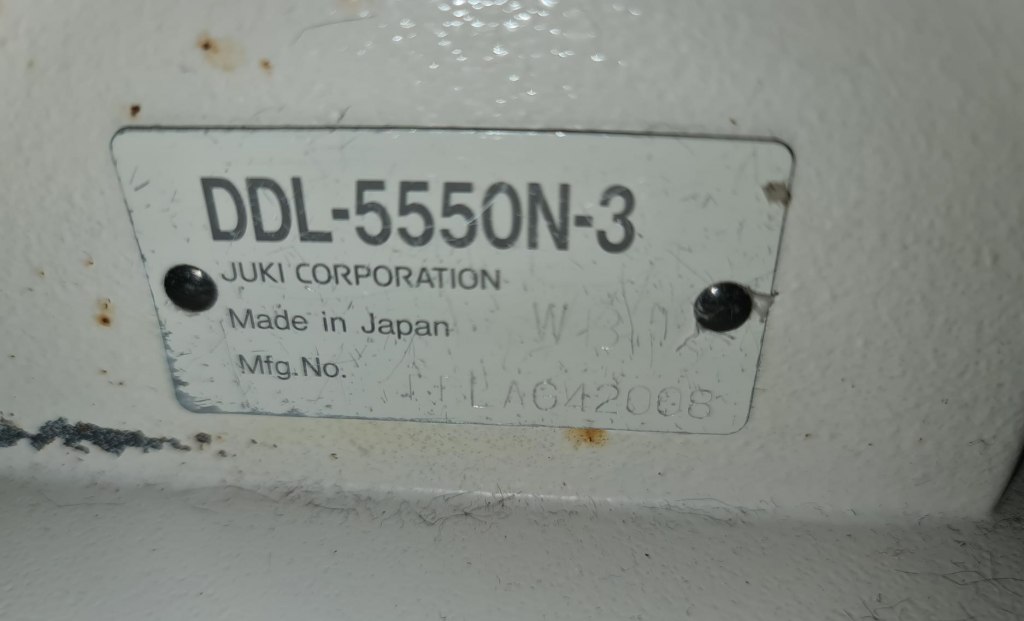 DDL-5550N-3
JUKI CORPORATION
Made in Japan
Mfg. No.